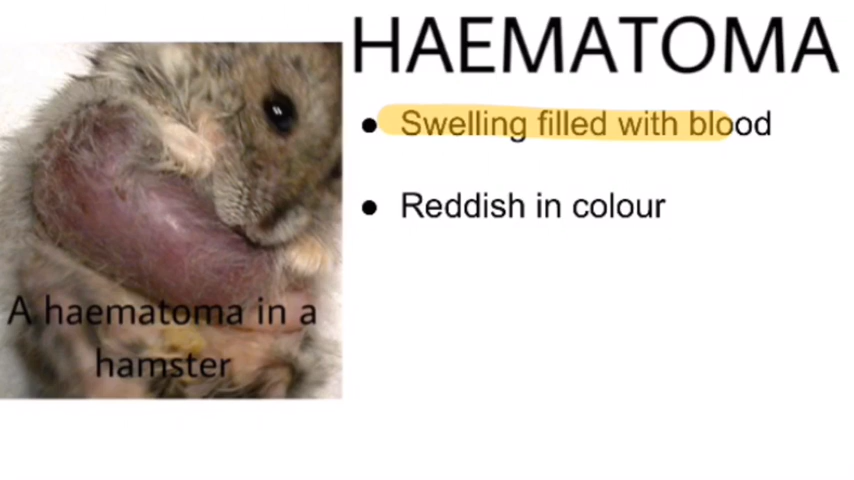 HAEMATOMA
Swelling filled with blood
Reddish in colour
A haematoma in a
hamster